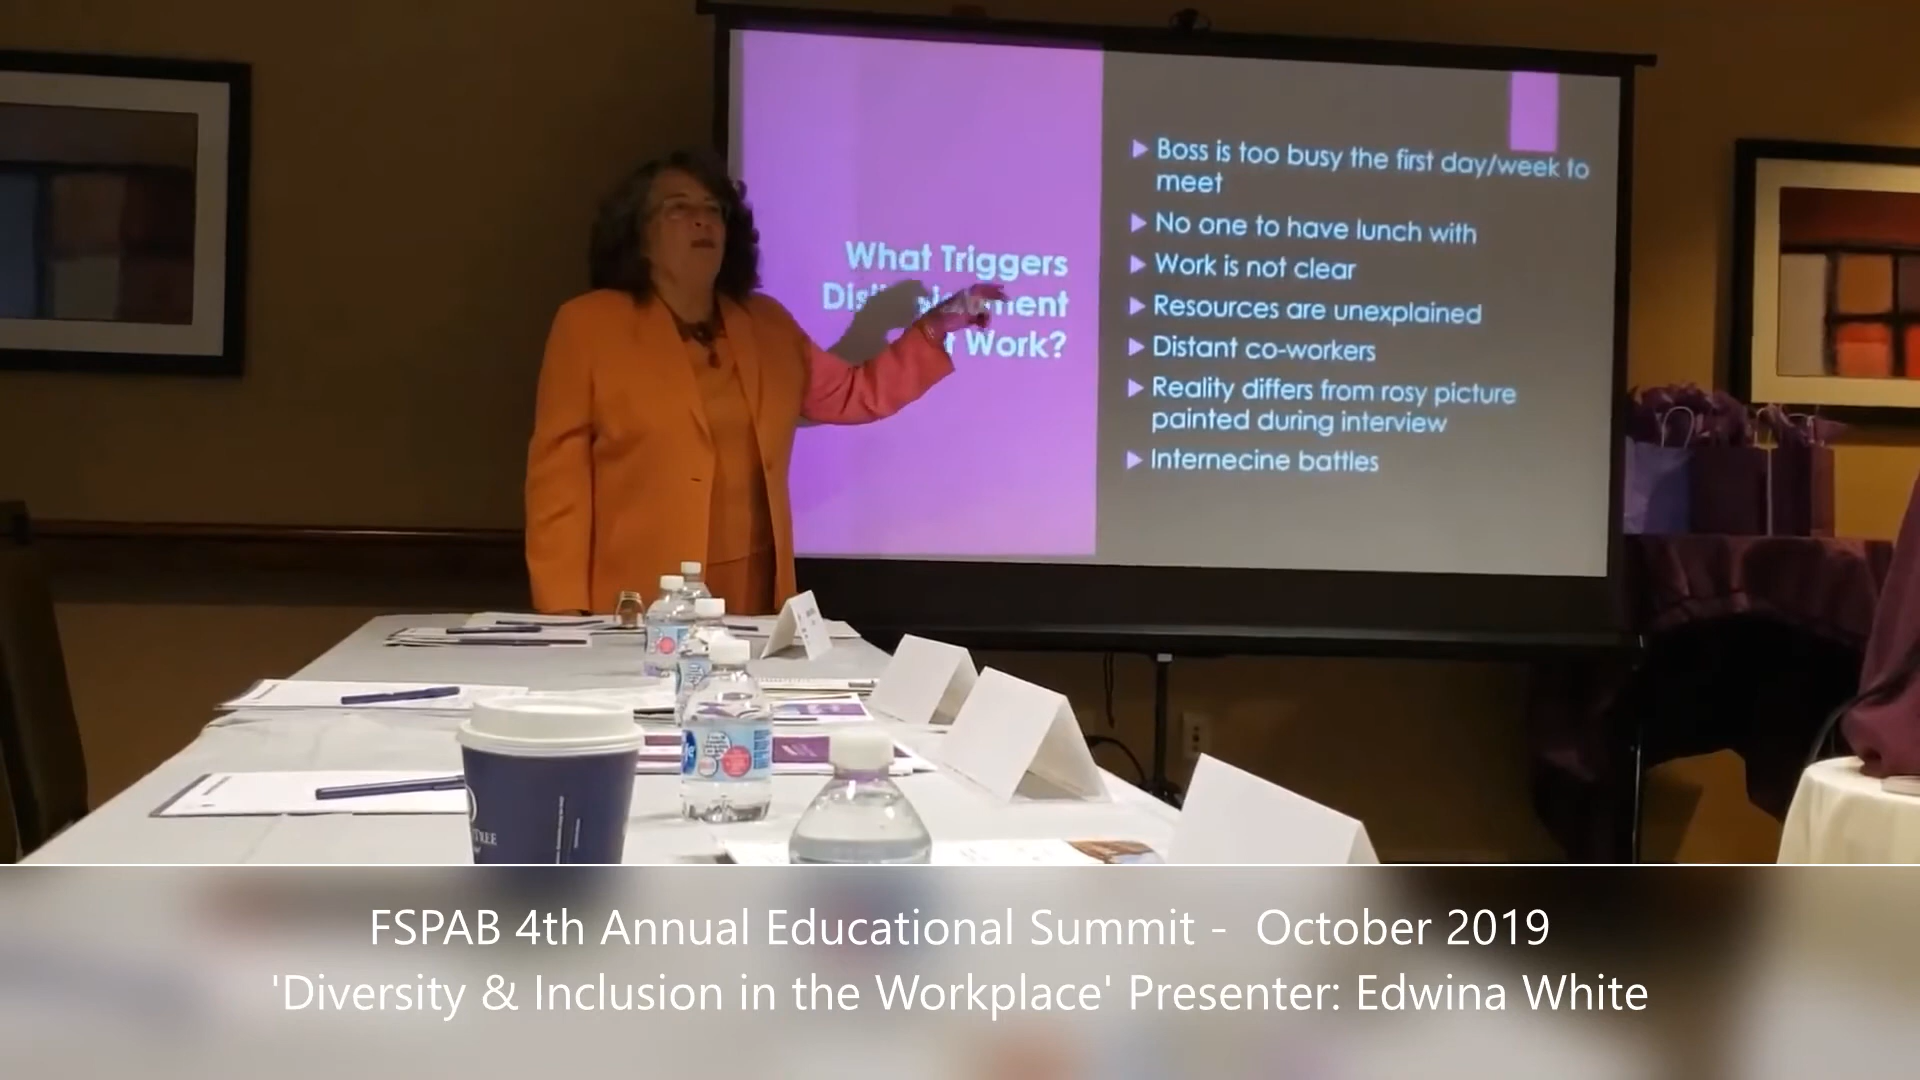 What Triggers
Work?
Boss is too busy the first day/week to
meet
No one to have lunch with
Work is not clear
Resources are unexplained
Distant co-workers
Reality differs from rosy picture
painted during interview
Internecine battles
FSPAB 4th Annual Educational Summit - October 2019
'Diversity & Inclusion in the Workplace' Presenter: Edwina White